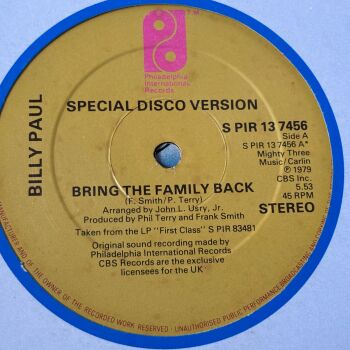 Philadelphia
International
Records
SPECIAL DISCO VERSION
BILLY PAUL
S PIR 13 7456
Side A
S PIR 13 7456 A*
Mighty Three
Music/Carlin
℗ 1979
CBS Inc.
5.53
45 RPM
STEREO
BRING THE FAMILY BACK
(F. Smith/P. Terry)
Arranged by John L. Usry, Jr.
Produced by Phil Terry and Frank Smith
Taken from the LP "First Class" S PIR 83481
Original sound recording made by
Philadelphia International Records
CBS Records are the exclusive
licensees for the UK
OF THE RECORDED WORK RESERVED · UNAUTHORISED PUBLIC PERFORMANCE BROADCASTING